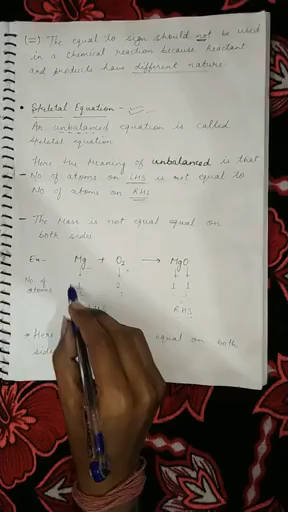 (=) The equal to sign should not be used
in a chemical reaction because Reactant
and products have different nature.
• Skeletal Equation -
An unbalanced equation is called
skeletal equation.
Here the Meaning of unbalanced is that
- No. of atoms on LHS is not equal to
No. of atoms on RHS
- The Mass is not equal equal on
both sides.
Ex- Mg + O₂ → MgO
No. of atoms 1 2 1 1
HS RHS
→ Here equal on both
side